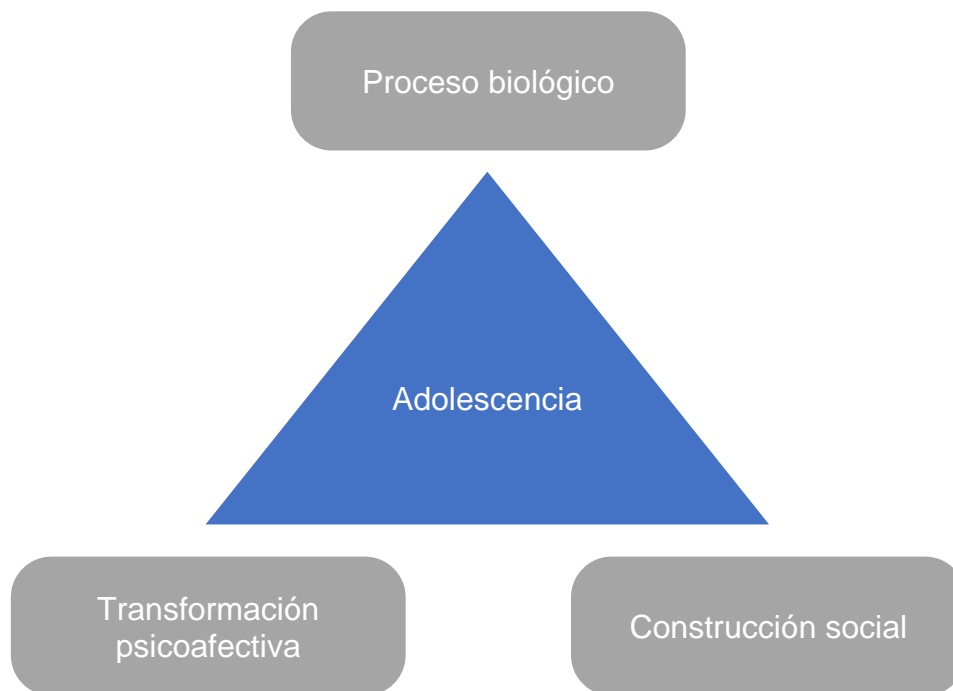 Proceso biológico
Adolescencia
Transformación
psicoafectiva
Construcción social